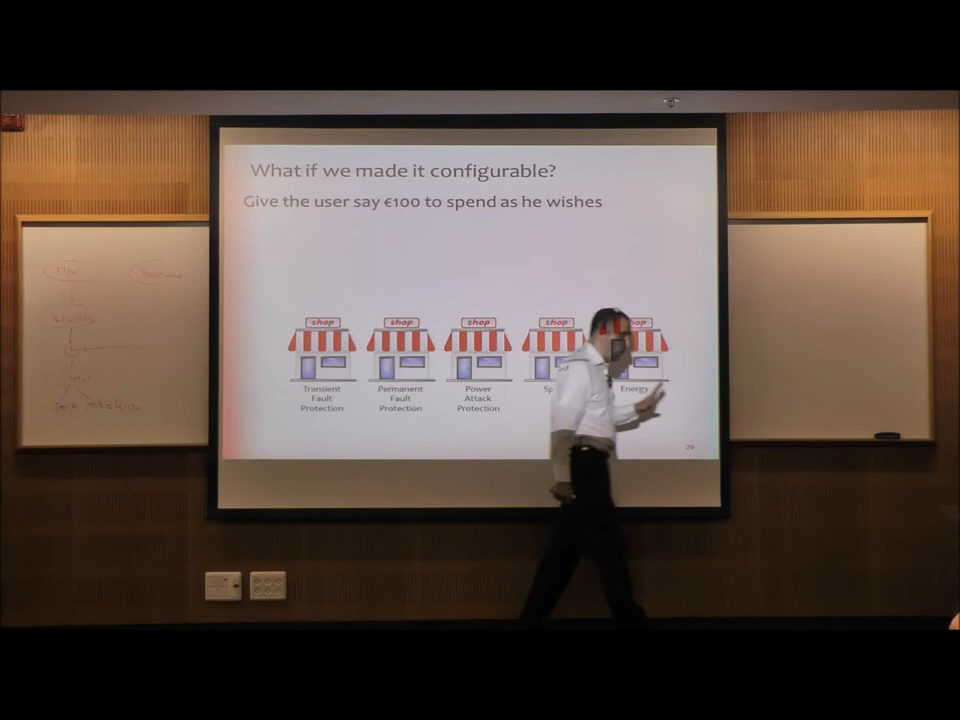 What if we made it configurable?
Give the user say €100 to spend as he wishes
shop
shop
shop
shop
hop
Transient
Fault
Protection
Permanent
Fault
Protection
Power
Attack
Protection
Energy
29